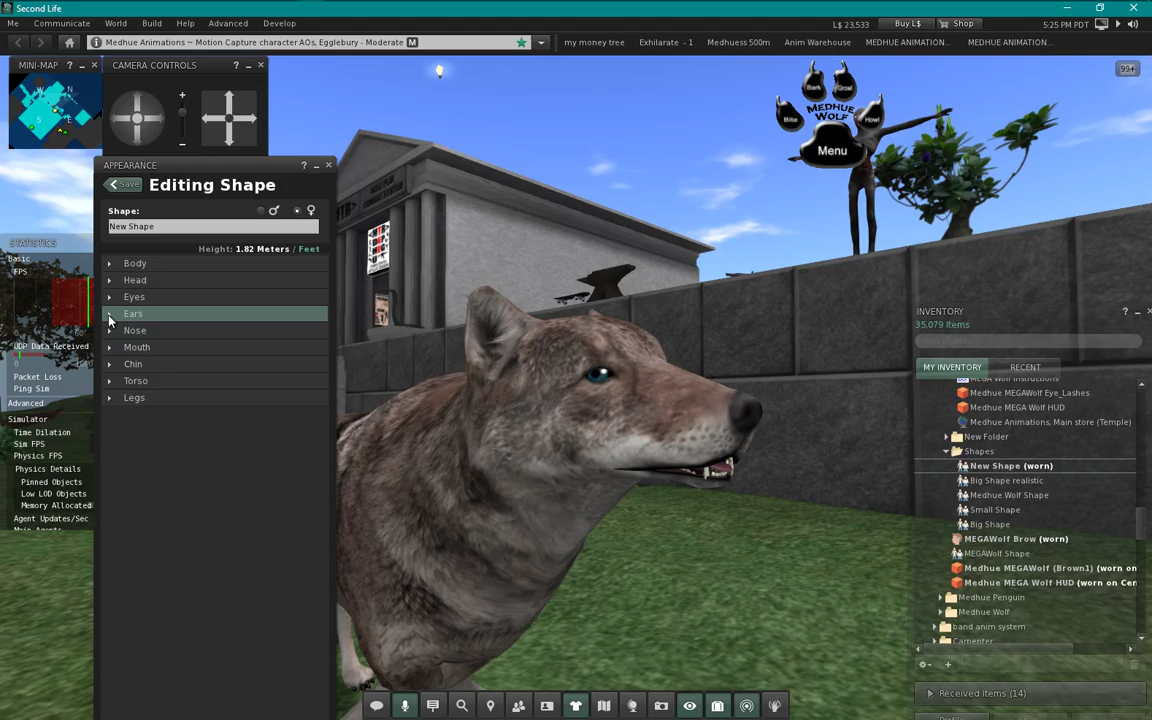 Second Life
Me Communicate World Build Help Advanced Develop
L$ 23,533 Buy L$ Shop 5:25 PM PDT
Medhue Animations ~ Motion Capture character AOs, Egglebury - Moderate M
my money tree Exhilarate - 1 Medhuess 500m Anim Warehouse MEDHUE ANIMATION... MEDHUE ANIMATION...
MINI-MAP ? CAMERA CONTROLS ?
99+
N
W
S E
Bark Growl
Bite MEDHUE WOLF Howl
Menu
APPEARANCE ?
Save Editing Shape
Shape:
New Shape
Height: 1.82 Meters / Feet
Body
Head
Eyes
Ears
Nose
Mouth
Chin
Torso
Legs
STATISTICS
Basic
FPS
UDP Data Received
Packet Loss
Ping Sim
Advanced
Simulator
Time Dilation
Sim FPS
Physics FPS
Physics Details
Pinned Objects
Low LOD Objects
Memory Allocated
Agent Updates/Sec
INVENTORY ?
35,079 Items
MY INVENTORY RECENT
MEGA Wolf Instructions
Medhue MEGAWolf Eye_Lashes
Medhue MEGA Wolf HUD
Medhue Animations, Main store (Temple)
New Folder
Shapes
New Shape (worn)
Big Shape realistic
Medhue Wolf Shape
Small Shape
Big Shape
MEGAWolf Brow (worn)
MEGAWolf Shape
Medhue MEGAWolf (Brown1) (worn on
Medhue MEGA Wolf HUD (worn on Cen
Medhue Penguin
Medhue Wolf
band anim system
Carpenter
Received items (14)